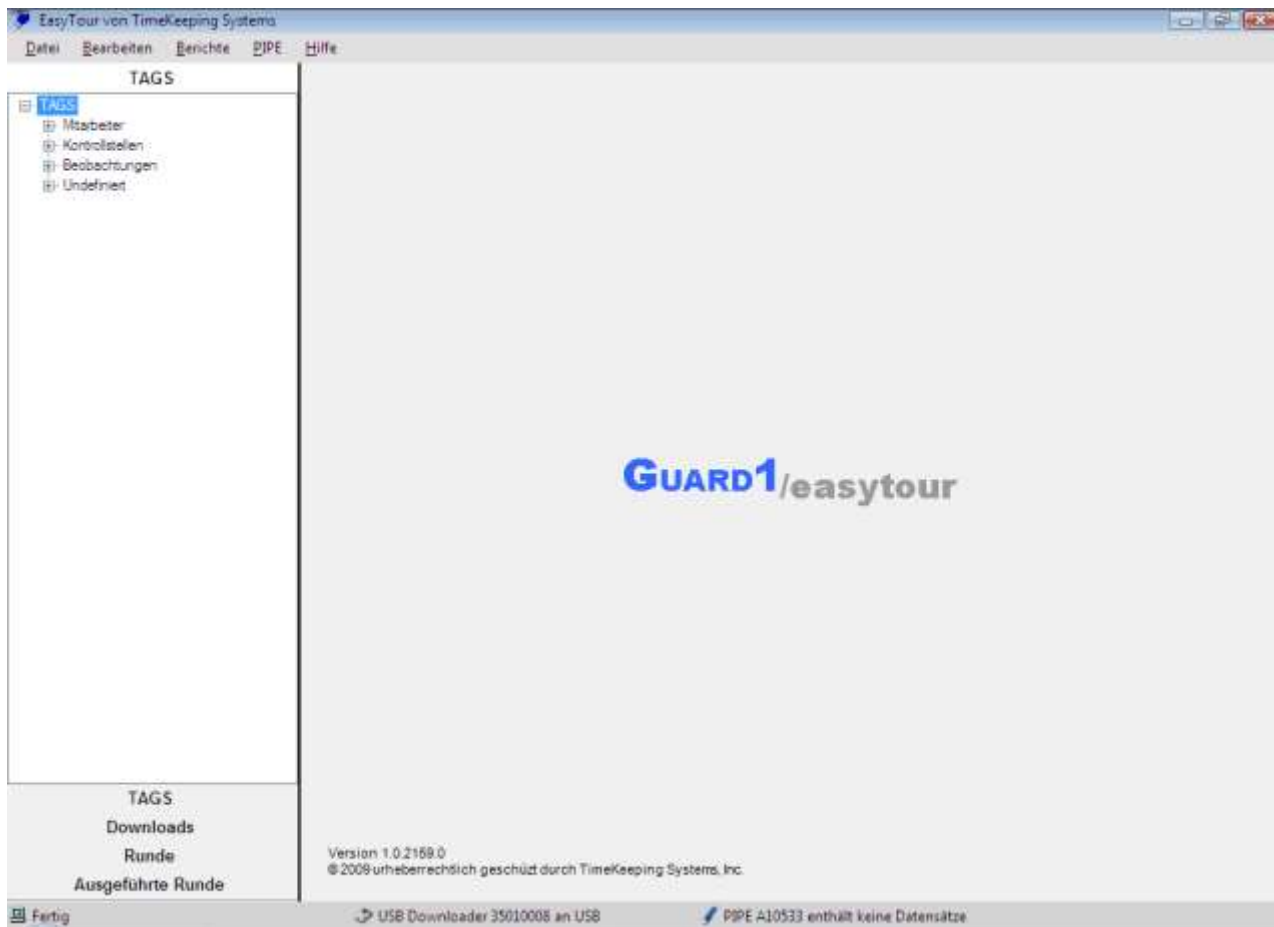 EasyTour von TimeKeeping Systems
Datei Bearbeiten Berichte PIPE Hilfe
TAGS
TAGS
Mitarbeiter
Kontrollstellen
Beobachtungen
Undefiniert
GUARD1/easytour
TAGS
Downloads
Runde
Ausgeführte Runde
Version 1.0.2159.0
© 2009 urheberrechtlich geschüzt durch TimeKeeping Systems, Inc.
Fertig USB Downloader 35010008 an USB PIPE A10533 enthält keine Datensätze